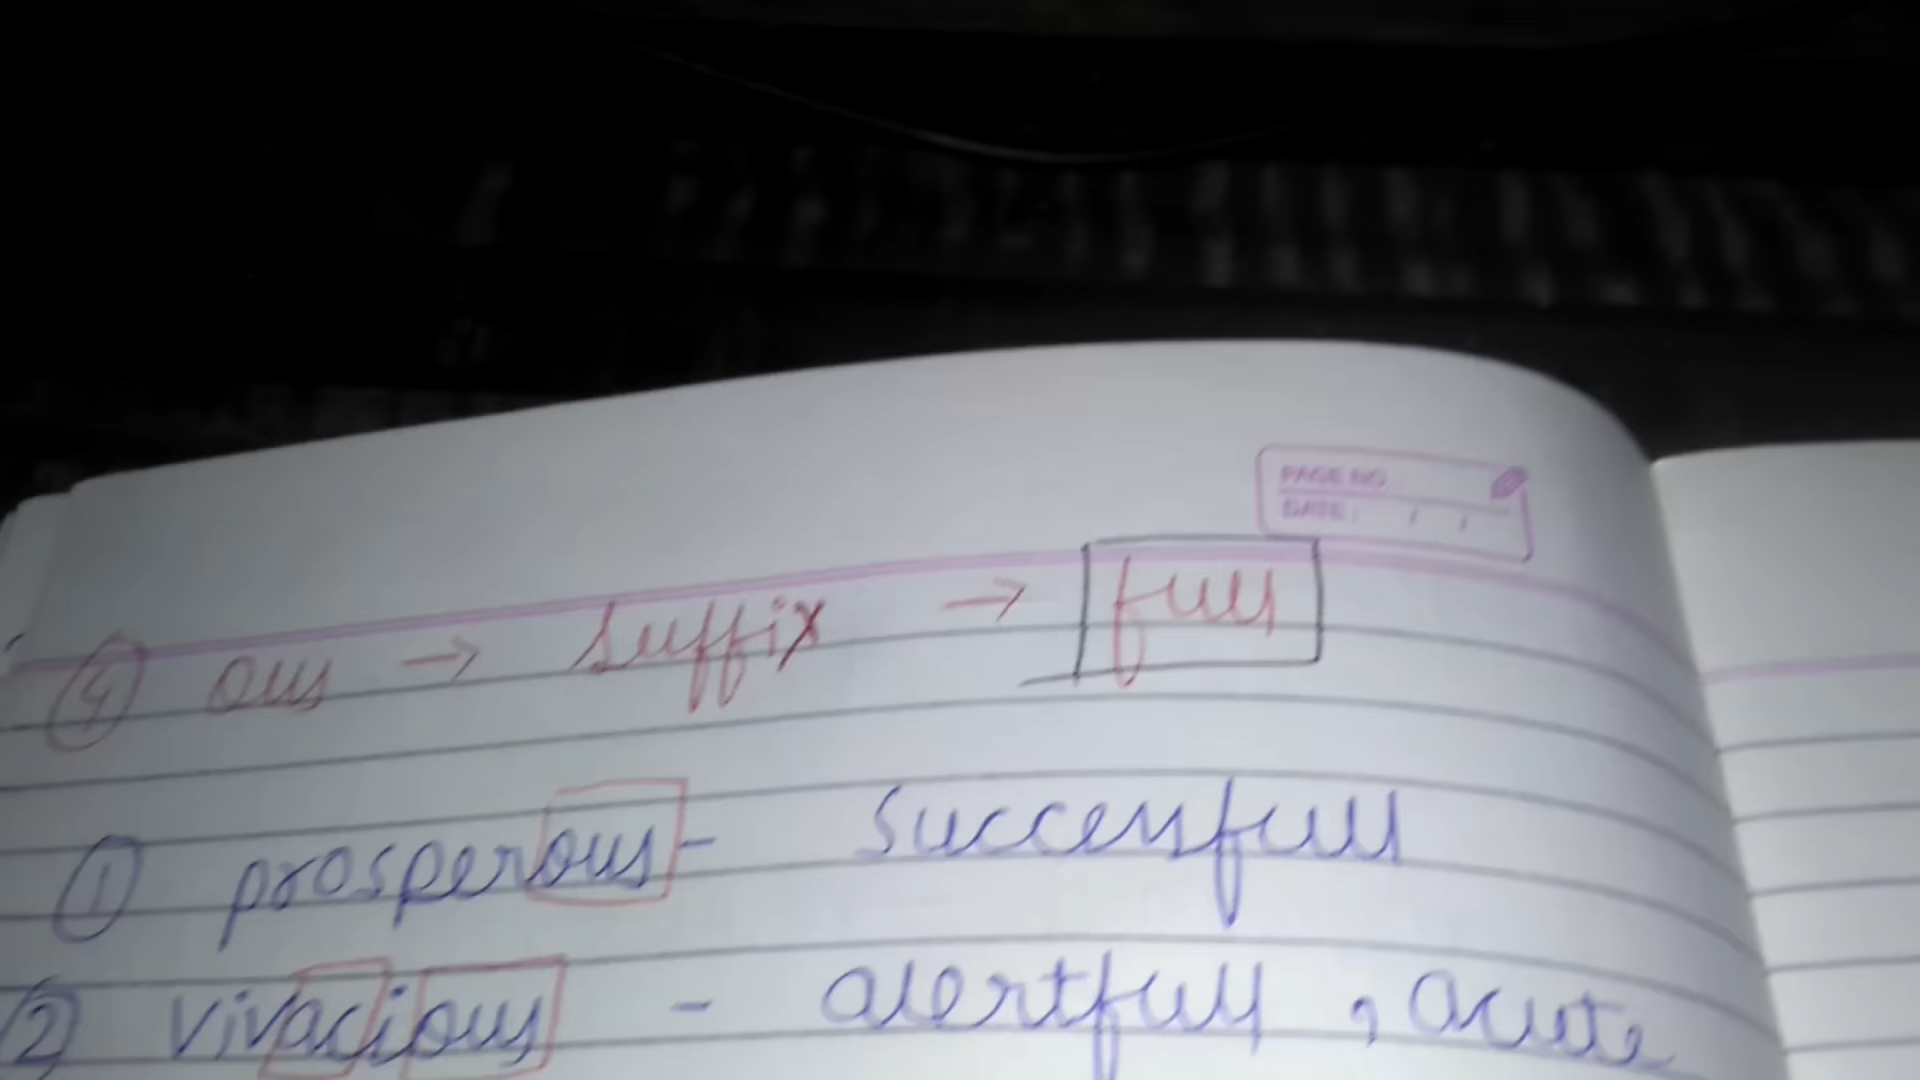 PAGE NO.
DATE: / /
④ ous → suffix → full
① prosperous - successfull
② vivacious - alertfull, acute